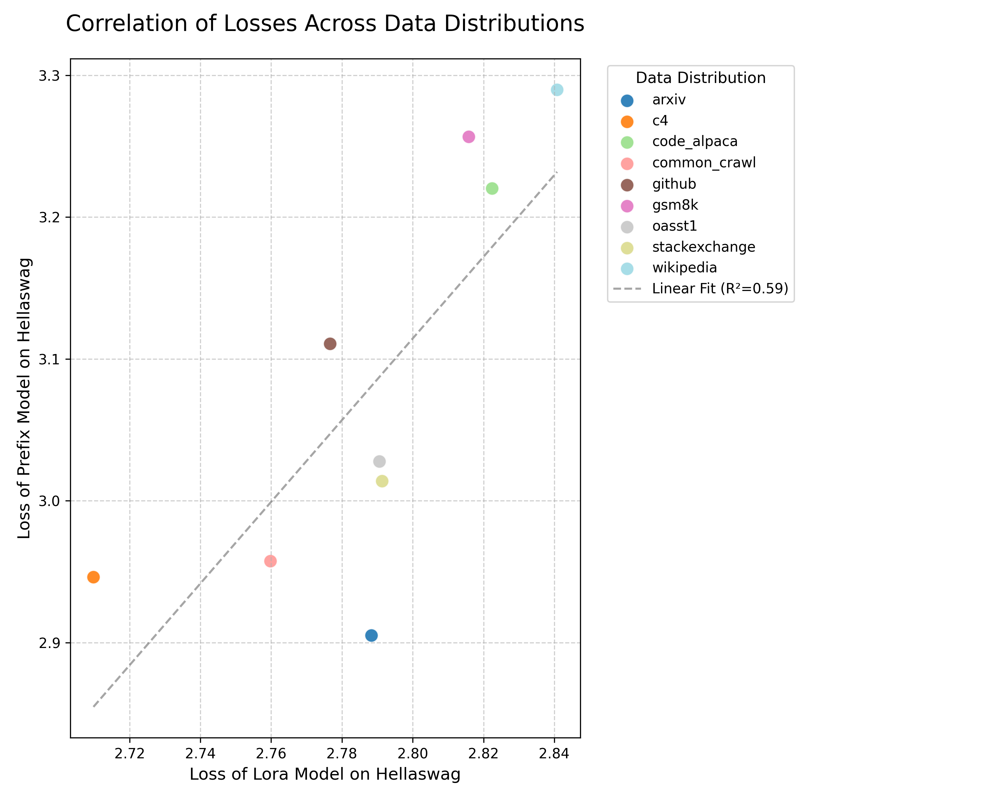 Correlation of Losses Across Data Distributions
Loss of Prefix Model on Hellaswag
3.3
3.2
3.1
3.0
2.9
2.72 2.74 2.76 2.78 2.80 2.82 2.84
Loss of Lora Model on Hellaswag
Data Distribution
arxiv
c4
code_alpaca
common_crawl
github
gsm8k
oasst1
stackexchange
wikipedia
Linear Fit (R²=0.59)